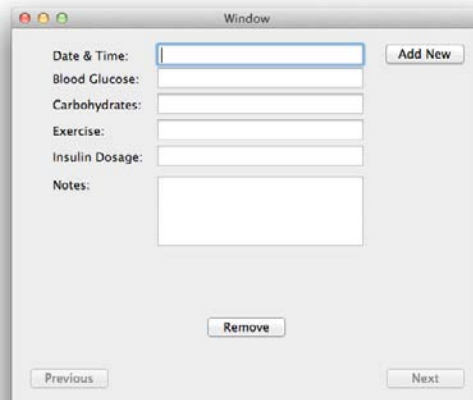 Window
Date & Time:
Add New
Blood Glucose:
Carbohydrates:
Exercise:
Insulin Dosage:
Notes:
Remove
Previous
Next